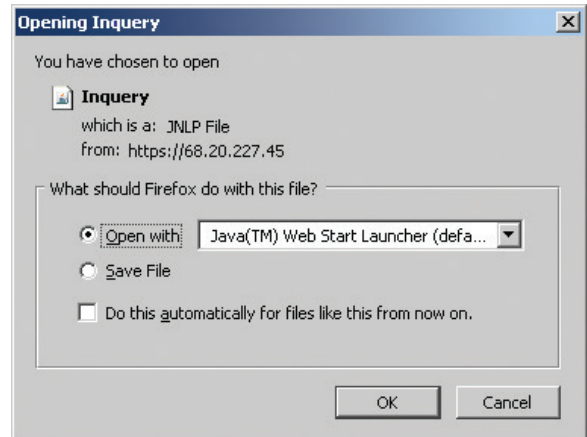 Opening Inquery
You have chosen to open
Inquery
which is a: JNLP File
from: https://68.20.227.45
What should Firefox do with this file?
Open with
Java(TM) Web Start Launcher (defa...
Save File
Do this automatically for files like this from now on.
OK
Cancel